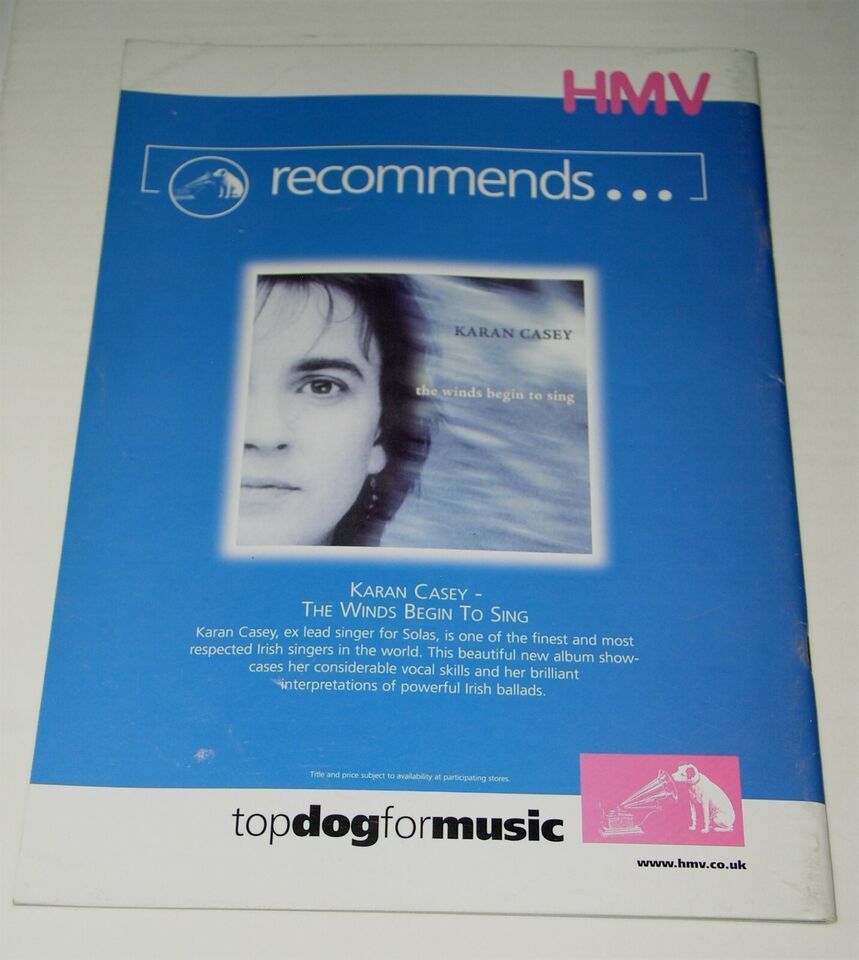 HMV
recommends...
KARAN CASEY
the winds begin to sing
KARAN CASEY -
THE WINDS BEGIN TO SING
Karan Casey, ex lead singer for Solas, is one of the finest and most
respected Irish singers in the world. This beautiful new album show-
cases her considerable vocal skills and her brilliant
interpretations of powerful Irish ballads.
Title and price subject to availability at participating stores.
topdogformusic
www.hmv.co.uk